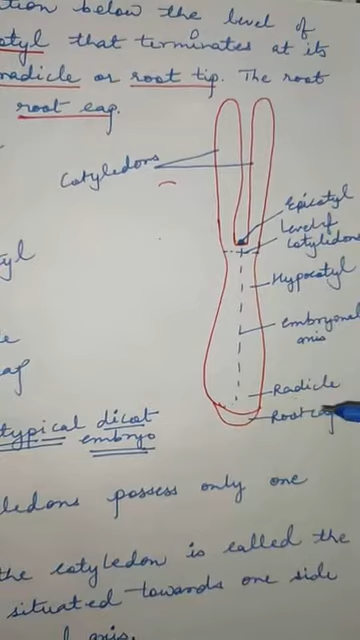 tion below the level of
otyl that terminates at its
radicle or root tip. The root
root cap.
Cotyledons
Epicotyl
Level of
Cotyledons
tyl
Hypocotyl
Embryonal
axis
Radicle
Root cap
typical dicot
embryo
ledons possess only one
the cotyledon is called the
situated towards one side
axis.